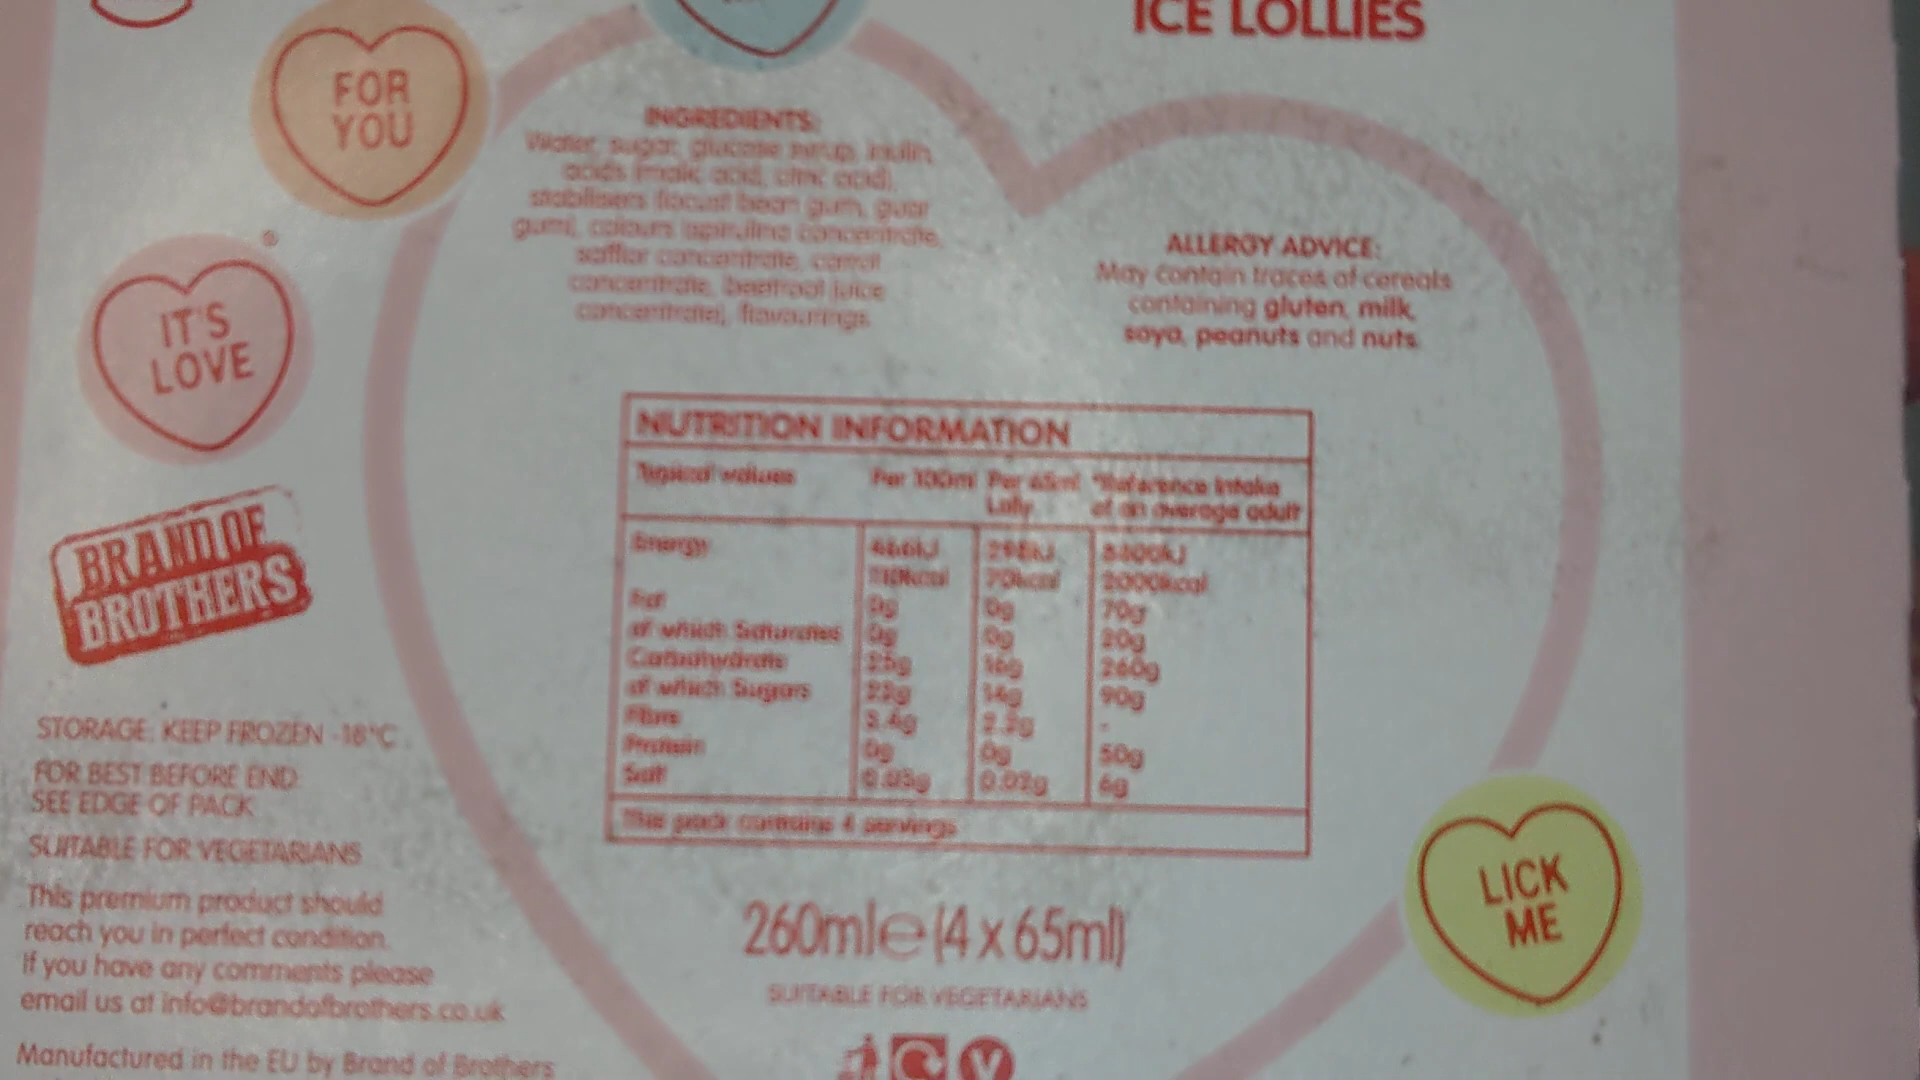 ICE LOLLIES
FOR
YOU
IT'S
LOVE
BRAND OF
BROTHERS
STORAGE: KEEP FROZEN -18°C
FOR BEST BEFORE END:
SEE EDGE OF PACK
SUITABLE FOR VEGETARIANS
This premium product should
reach you in perfect condition.
If you have any comments please
email us at info@brandofbrothers.co.uk
Manufactured in the EU by Brand of Brothers
INGREDIENTS:
Water, sugar, glucose syrup, inulin,
acids (malic acid, citric acid),
stabilisers (locust bean gum, guar
gum), colours (spirulina concentrate,
safflor concentrate, carrot
concentrate, beetroot juice
concentrate), flavourings.
ALLERGY ADVICE:
May contain traces of cereals
containing gluten, milk,
soya, peanuts and nuts.
NUTRITION INFORMATION
Typical values Per 100ml Per 65ml *Reference Intake
Lolly of an average adult
Energy 8400kJ
70kcal 2000kcal
Fat 0g 0g 70g
of which Saturates 0g 0g 20g
Carbohydrate 25g 16g 260g
of which Sugars 22g 14g 90g
Fibre 3.4g -
Protein 0g 0g 50g
Salt 0.02g 6g
This pack contains 4 servings
260mle (4 x 65ml)
SUITABLE FOR VEGETARIANS
V
LICK
ME